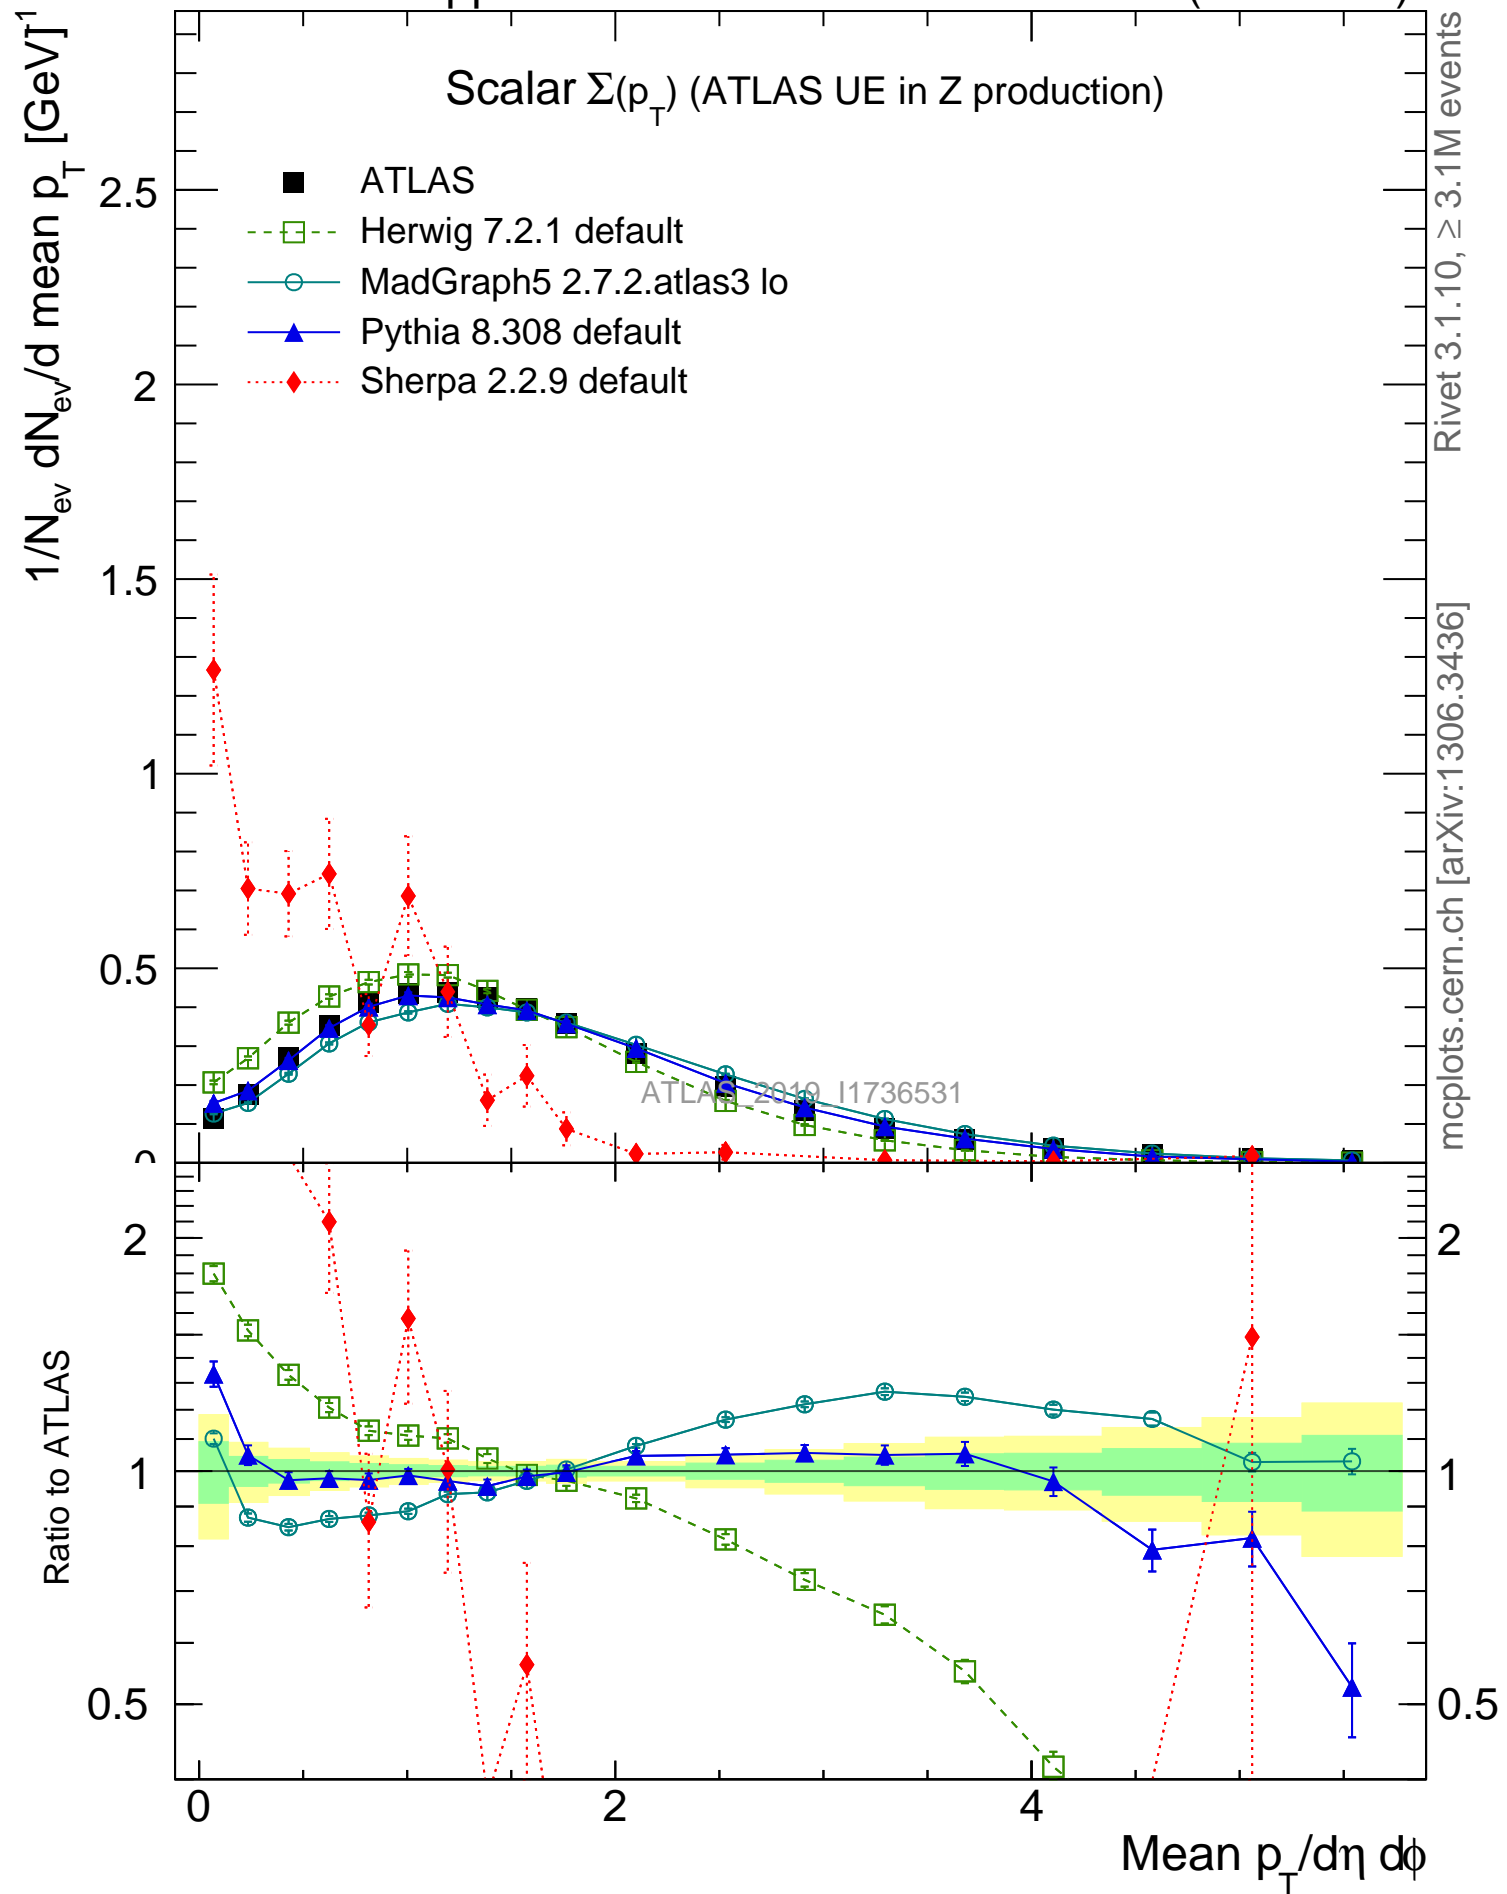 pp
Scalar Σ(p_T) (ATLAS UE in Z production)
ATLAS
Herwig 7.2.1 default
MadGraph5 2.7.2.atlas3 lo
Pythia 8.308 default
Sherpa 2.2.9 default
1/N_ev dN_ev/d mean p_T [GeV]^-1
2.5
2
1.5
1
0.5
0
ATLAS_2019_I1736531
Rivet 3.1.10, ≥ 3.1M events
mcplots.cern.ch [arXiv:1306.3436]
Ratio to ATLAS
2
1
0.5
2
1
0.5
0
2
4
Mean p_T/dη dϕ